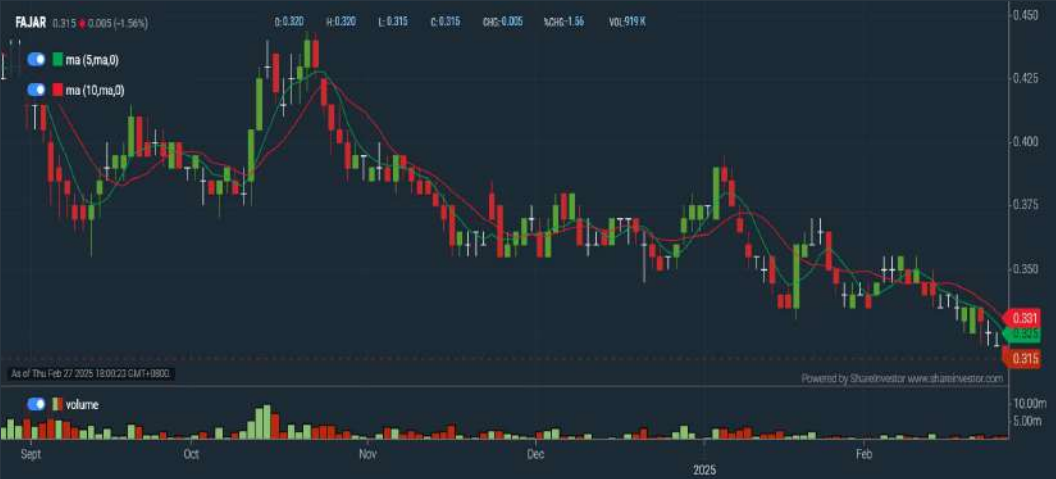 FAJAR 0.315 0.005 (-1.56%) O:0.320 H:0.320 L:0.315 C:0.315 CHG:-0.005 %CHG:-1.56 VOL:919 K
ma (5,ma,0)
ma (10,ma,0)
0.450
0.425
0.400
0.375
0.350
0.331
0.325
0.315
As of Thu Feb 27 2025 18:00:23 GMT+0800
Powered by ShareInvestor www.shareinvestor.com
volume
10.00m
5.00m
Sept Oct Nov Dec Feb
2025